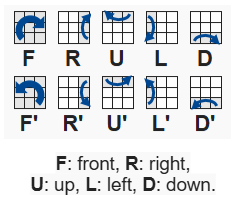 F R U L D
F' R' U' L' D'
F: front, R: right,
U: up, L: left, D: down.